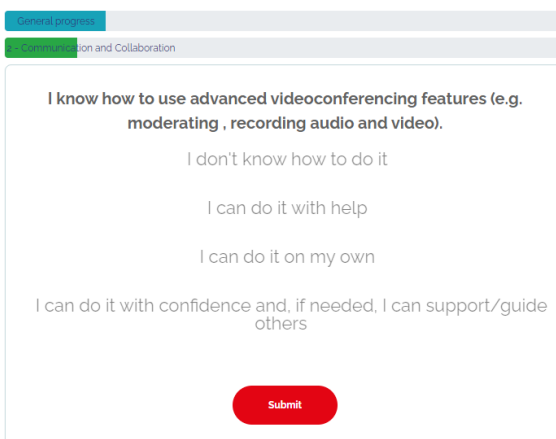 General progress
2 - Communication and Collaboration
I know how to use advanced videoconferencing features (e.g.
moderating , recording audio and video).
I don't know how to do it
I can do it with help
I can do it on my own
I can do it with confidence and, if needed, I can support/guide
others
Submit